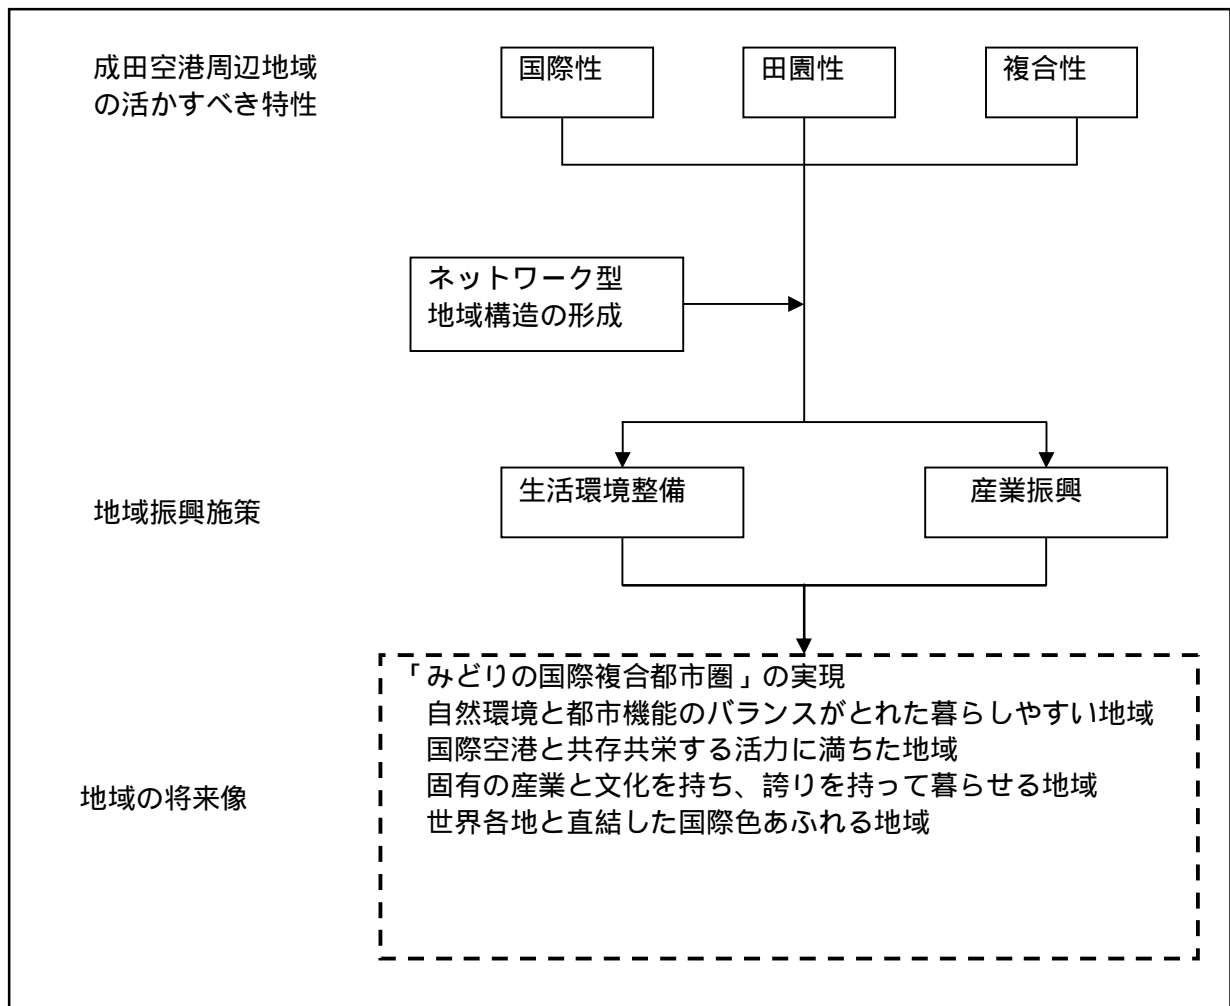 成田空港周辺地域
の活かすべき特性
国際性
田園性
複合性
ネットワーク型
地域構造の形成
地域振興施策
生活環境整備
産業振興
地域の将来像
「みどりの国際複合都市圏」の実現
自然環境と都市機能のバランスがとれた暮らしやすい地域
国際空港と共存共栄する活力に満ちた地域
固有の産業と文化を持ち、誇りを持って暮らせる地域
世界各地と直結した国際色あふれる地域